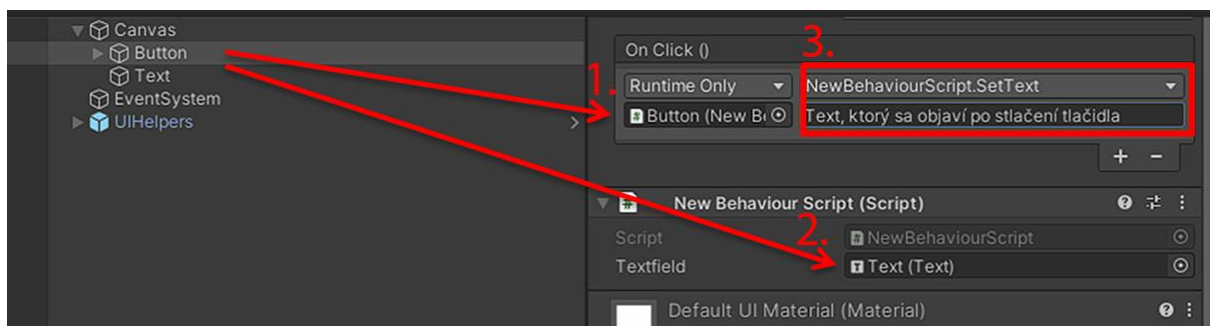 Canvas
Button
Text
EventSystem
UIHelpers
On Click ()
3.
1.
Runtime Only
NewBehaviourScript.SetText
Button (New Be
Text, ktorý sa objaví po stlačení tlačidla
+ -
New Behaviour Script (Script)
2.
Script
NewBehaviourScript
Textfield
Text (Text)
Default UI Material (Material)